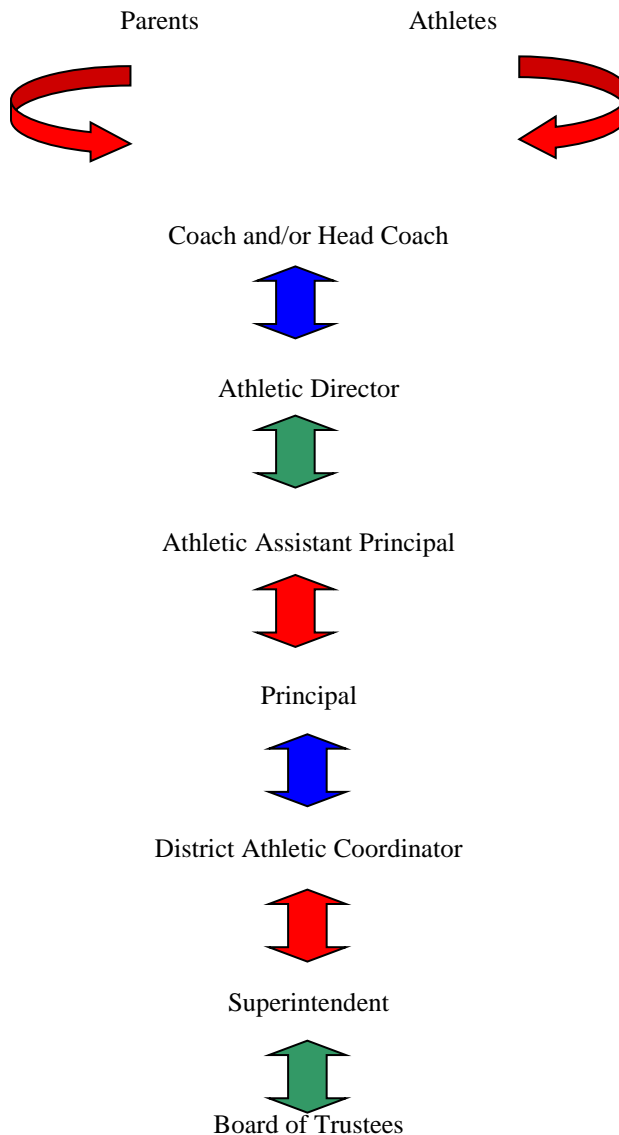 Parents Athletes
Coach and/or Head Coach
Athletic Director
Athletic Assistant Principal
Principal
District Athletic Coordinator
Superintendent
Board of Trustees